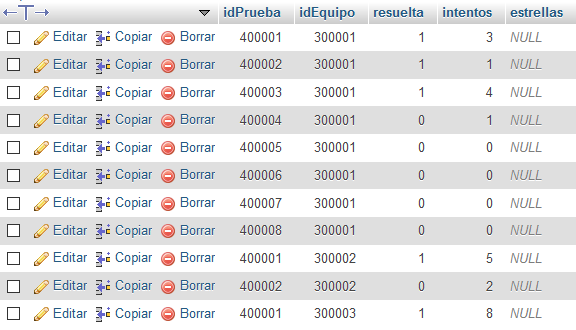 idPrueba idEquipo resuelta intentos estrellas
Editar Copiar Borrar 400001 300001 1 3 NULL
Editar Copiar Borrar 400002 300001 1 1 NULL
Editar Copiar Borrar 400003 300001 1 4 NULL
Editar Copiar Borrar 400004 300001 0 1 NULL
Editar Copiar Borrar 400005 300001 0 0 NULL
Editar Copiar Borrar 400006 300001 0 0 NULL
Editar Copiar Borrar 400007 300001 0 0 NULL
Editar Copiar Borrar 400008 300001 0 0 NULL
Editar Copiar Borrar 400001 300002 1 5 NULL
Editar Copiar Borrar 400002 300002 0 2 NULL
Editar Copiar Borrar 400001 300003 1 8 NULL